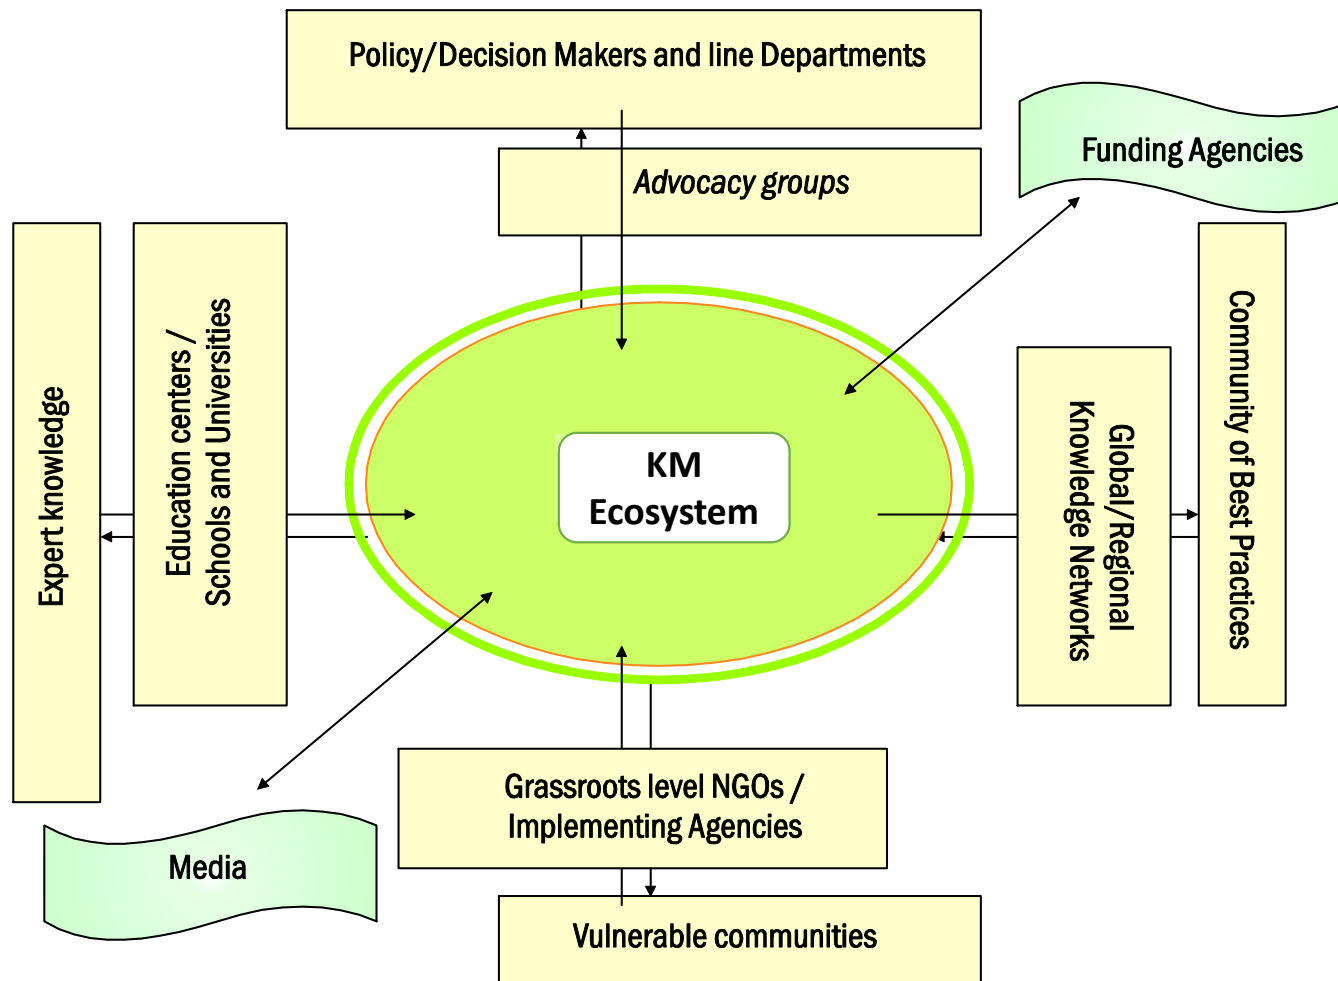 Policy/Decision Makers and line Departments
Advocacy groups
Funding Agencies
Expert knowledge
Education centers /
Schools and Universities
KM
Ecosystem
Global/Regional
Knowledge Networks
Community of Best Practices
Grassroots level NGOs /
Implementing Agencies
Media
Vulnerable communities